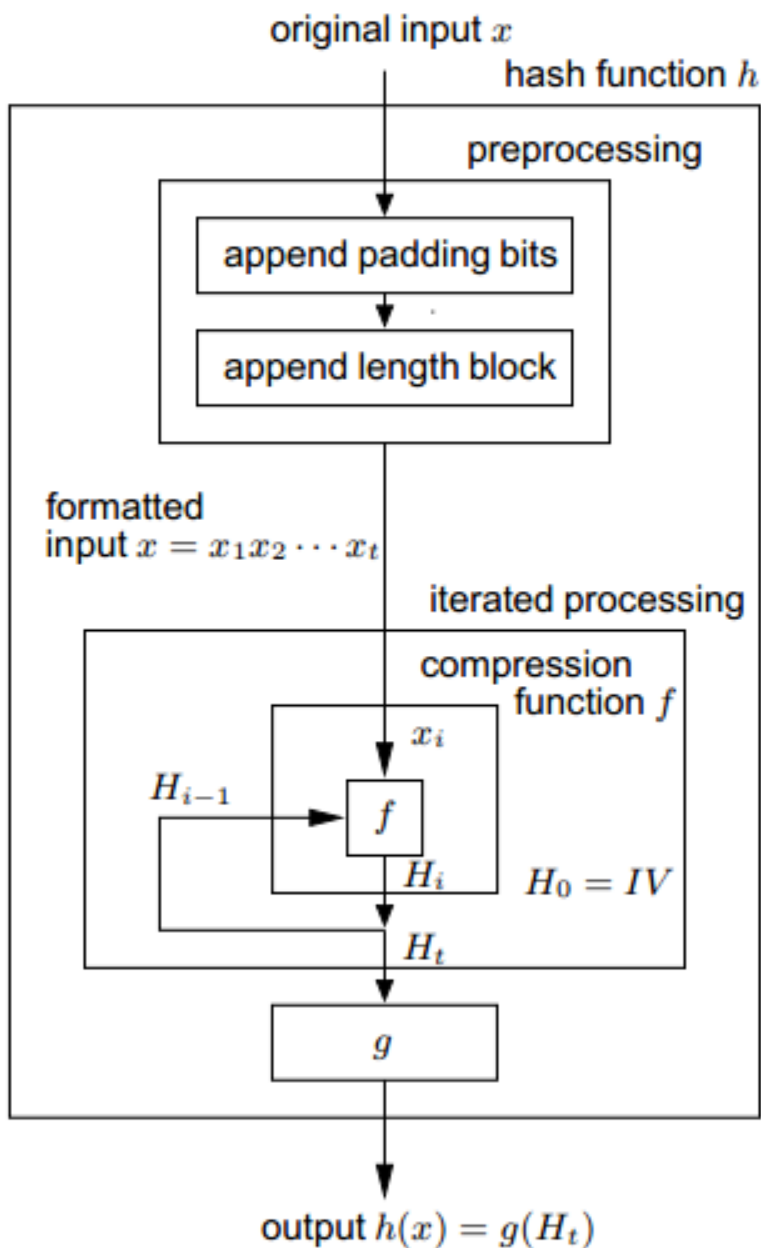 original input x
hash function h
preprocessing
append padding bits
append length block
formatted
input x = x₁x₂ ⋯ xₜ
iterated processing
compression
function f
xᵢ
Hᵢ₋₁
f
Hᵢ
H₀ = IV
Hₜ
g
output h(x) = g(Hₜ)